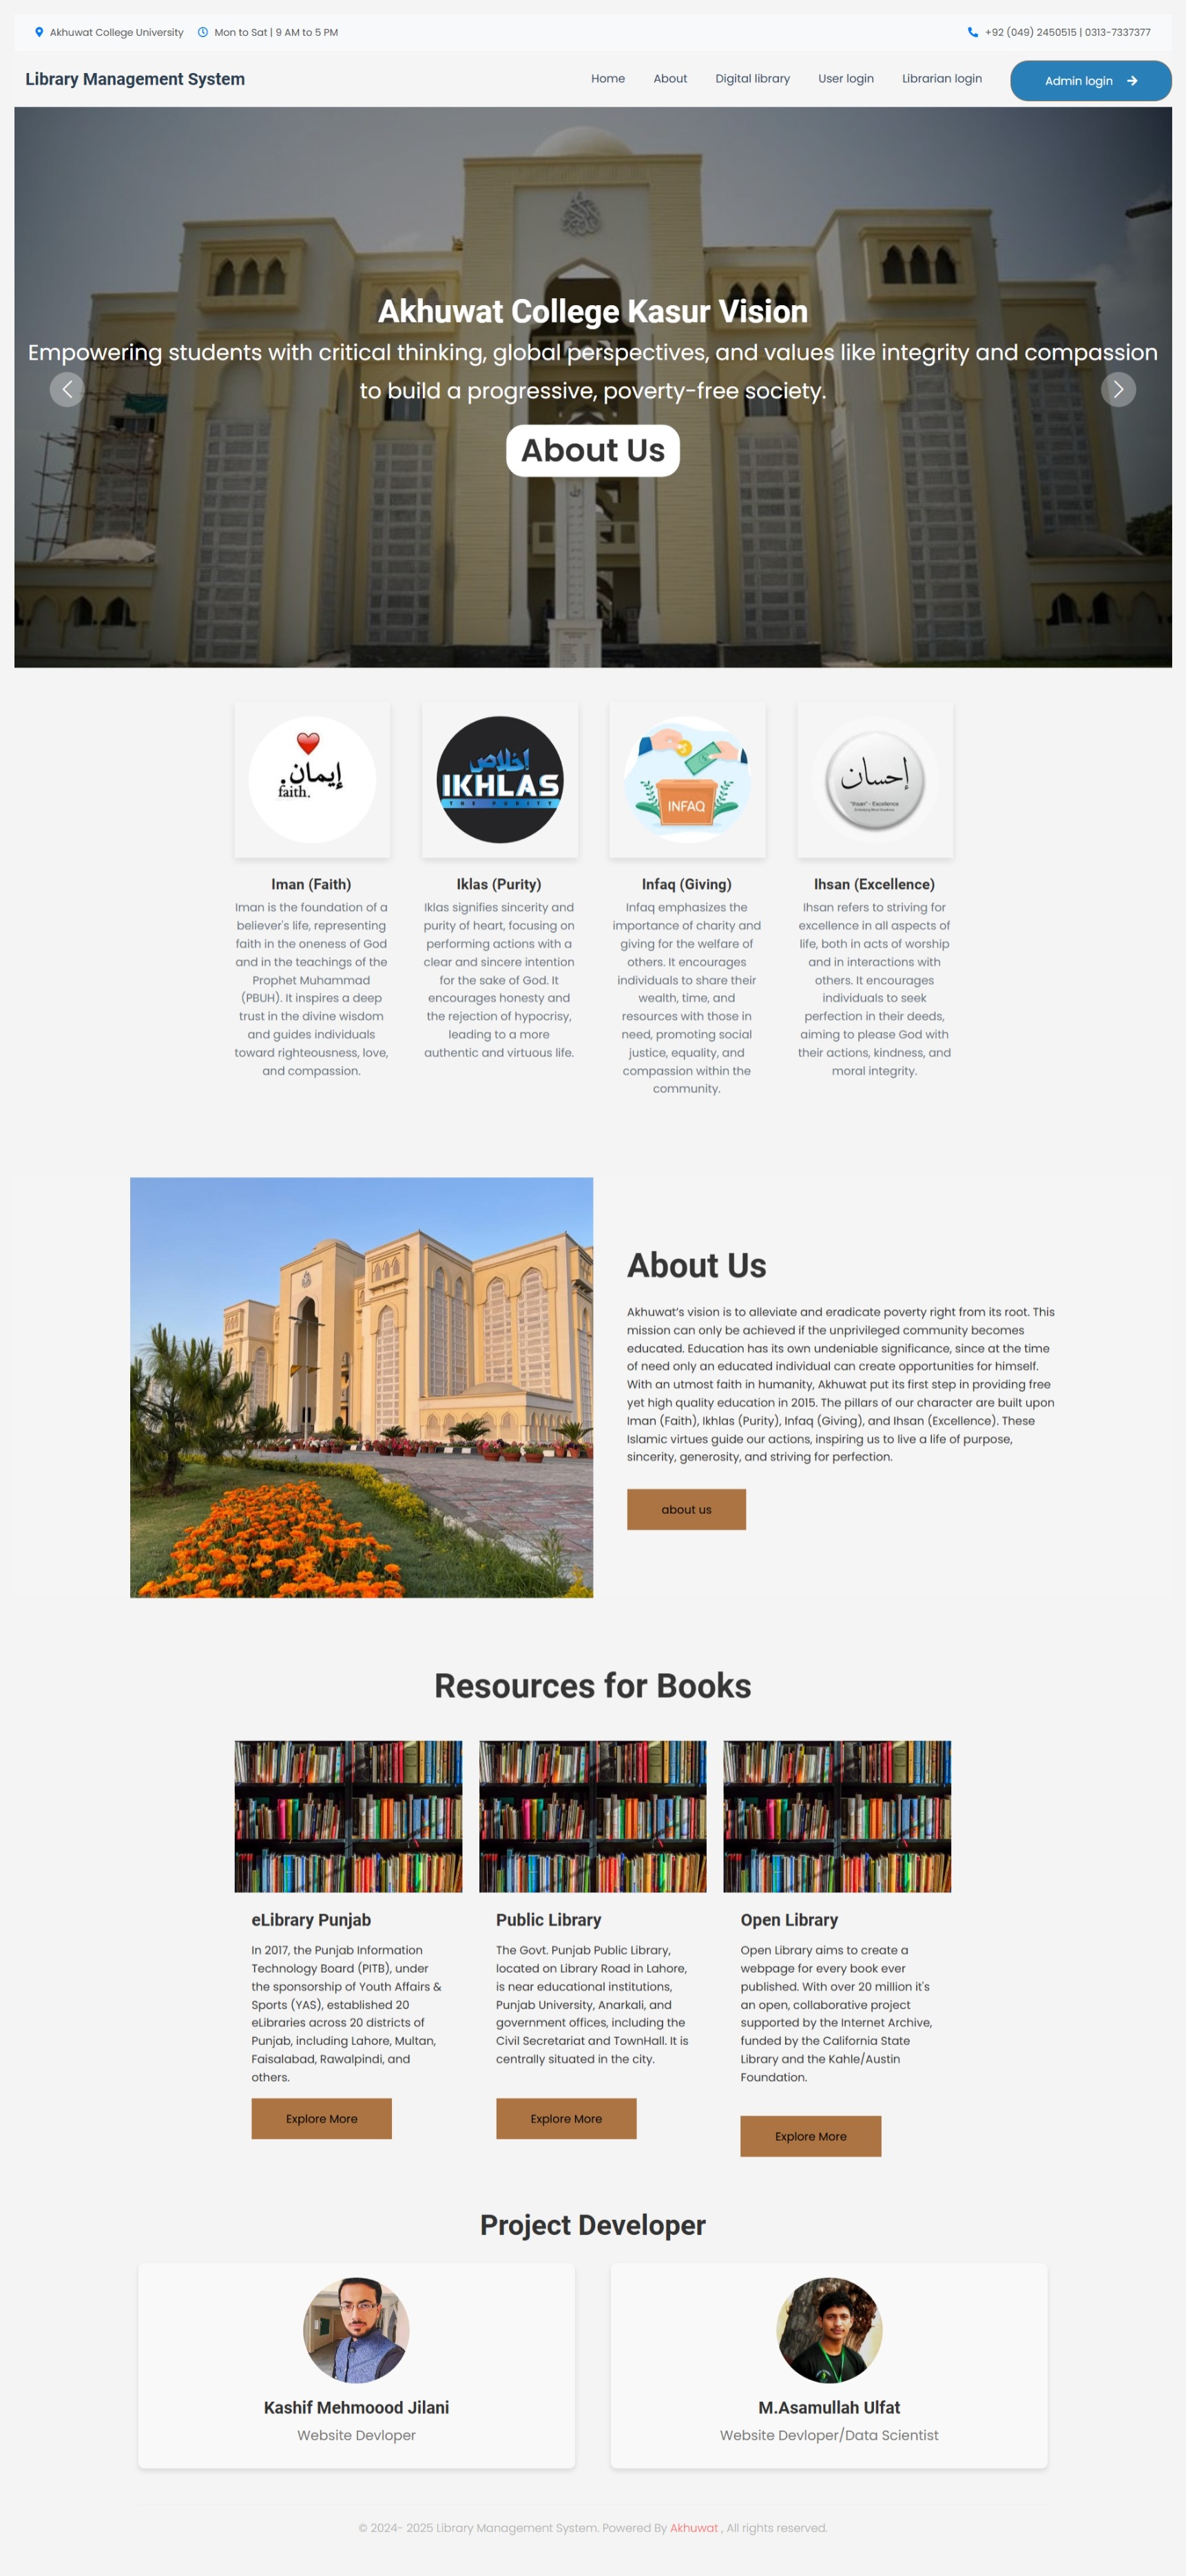 Akhuwat College University Mon to Sat | 9 AM to 5 PM +92 (049) 2450515 | 0313-7337377
Library Management System Home About Digital library User login Librarian login Admin login
Akhuwat College Kasur Vision
Empowering students with critical thinking, global perspectives, and values like integrity and compassion
to build a progressive, poverty-free society.
About Us
إيمان.
faith.
إخلاص
IKHLAS
THE PURITY
INFAQ
إحسان
"Ihsan" - Excellence
Iman (Faith)
Iman is the foundation of a
believer's life, representing
faith in the oneness of God
and in the teachings of the
Prophet Muhammad
(PBUH). It inspires a deep
trust in the divine wisdom
and guides individuals
toward righteousness, love,
and compassion.
Iklas (Purity)
Iklas signifies sincerity and
purity of heart, focusing on
performing actions with a
clear and sincere intention
for the sake of God. It
encourages honesty and
the rejection of hypocrisy,
leading to a more
authentic and virtuous life.
Infaq (Giving)
Infaq emphasizes the
importance of charity and
giving for the welfare of
others. It encourages
individuals to share their
wealth, time, and
resources with those in
need, promoting social
justice, equality, and
compassion within the
community.
Ihsan (Excellence)
Ihsan refers to striving for
excellence in all aspects of
life, both in acts of worship
and in interactions with
others. It encourages
individuals to seek
perfection in their deeds,
aiming to please God with
their actions, kindness, and
moral integrity.
About Us
Akhuwat's vision is to alleviate and eradicate poverty right from its root. This
mission can only be achieved if the unprivileged community becomes
educated. Education has its own undeniable significance, since at the time
of need only an educated individual can create opportunities for himself.
With an utmost faith in humanity, Akhuwat put its first step in providing free
yet high quality education in 2015. The pillars of our character are built upon
Iman (Faith), Ikhlas (Purity), Infaq (Giving), and Ihsan (Excellence). These
Islamic virtues guide our actions, inspiring us to live a life of purpose,
sincerity, generosity, and striving for perfection.
about us
Resources for Books
eLibrary Punjab
In 2017, the Punjab Information
Technology Board (PITB), under
the sponsorship of Youth Affairs &
Sports (YAS), established 20
eLibraries across 20 districts of
Punjab, including Lahore, Multan,
Faisalabad, Rawalpindi, and
others.
Explore More
Public Library
The Govt. Punjab Public Library,
located on Library Road in Lahore,
is near educational institutions,
Punjab University, Anarkali, and
government offices, including the
Civil Secretariat and TownHall. It is
centrally situated in the city.
Explore More
Open Library
Open Library aims to create a
webpage for every book ever
published. With over 20 million it's
an open, collaborative project
supported by the Internet Archive,
funded by the California State
Library and the Kahle/Austin
Foundation.
Explore More
Project Developer
Kashif Mehmoood Jilani
Website Devloper
M.Asamullah Ulfat
Website Devloper/Data Scientist
© 2024- 2025 Library Management System. Powered By Akhuwat , All rights reserved.